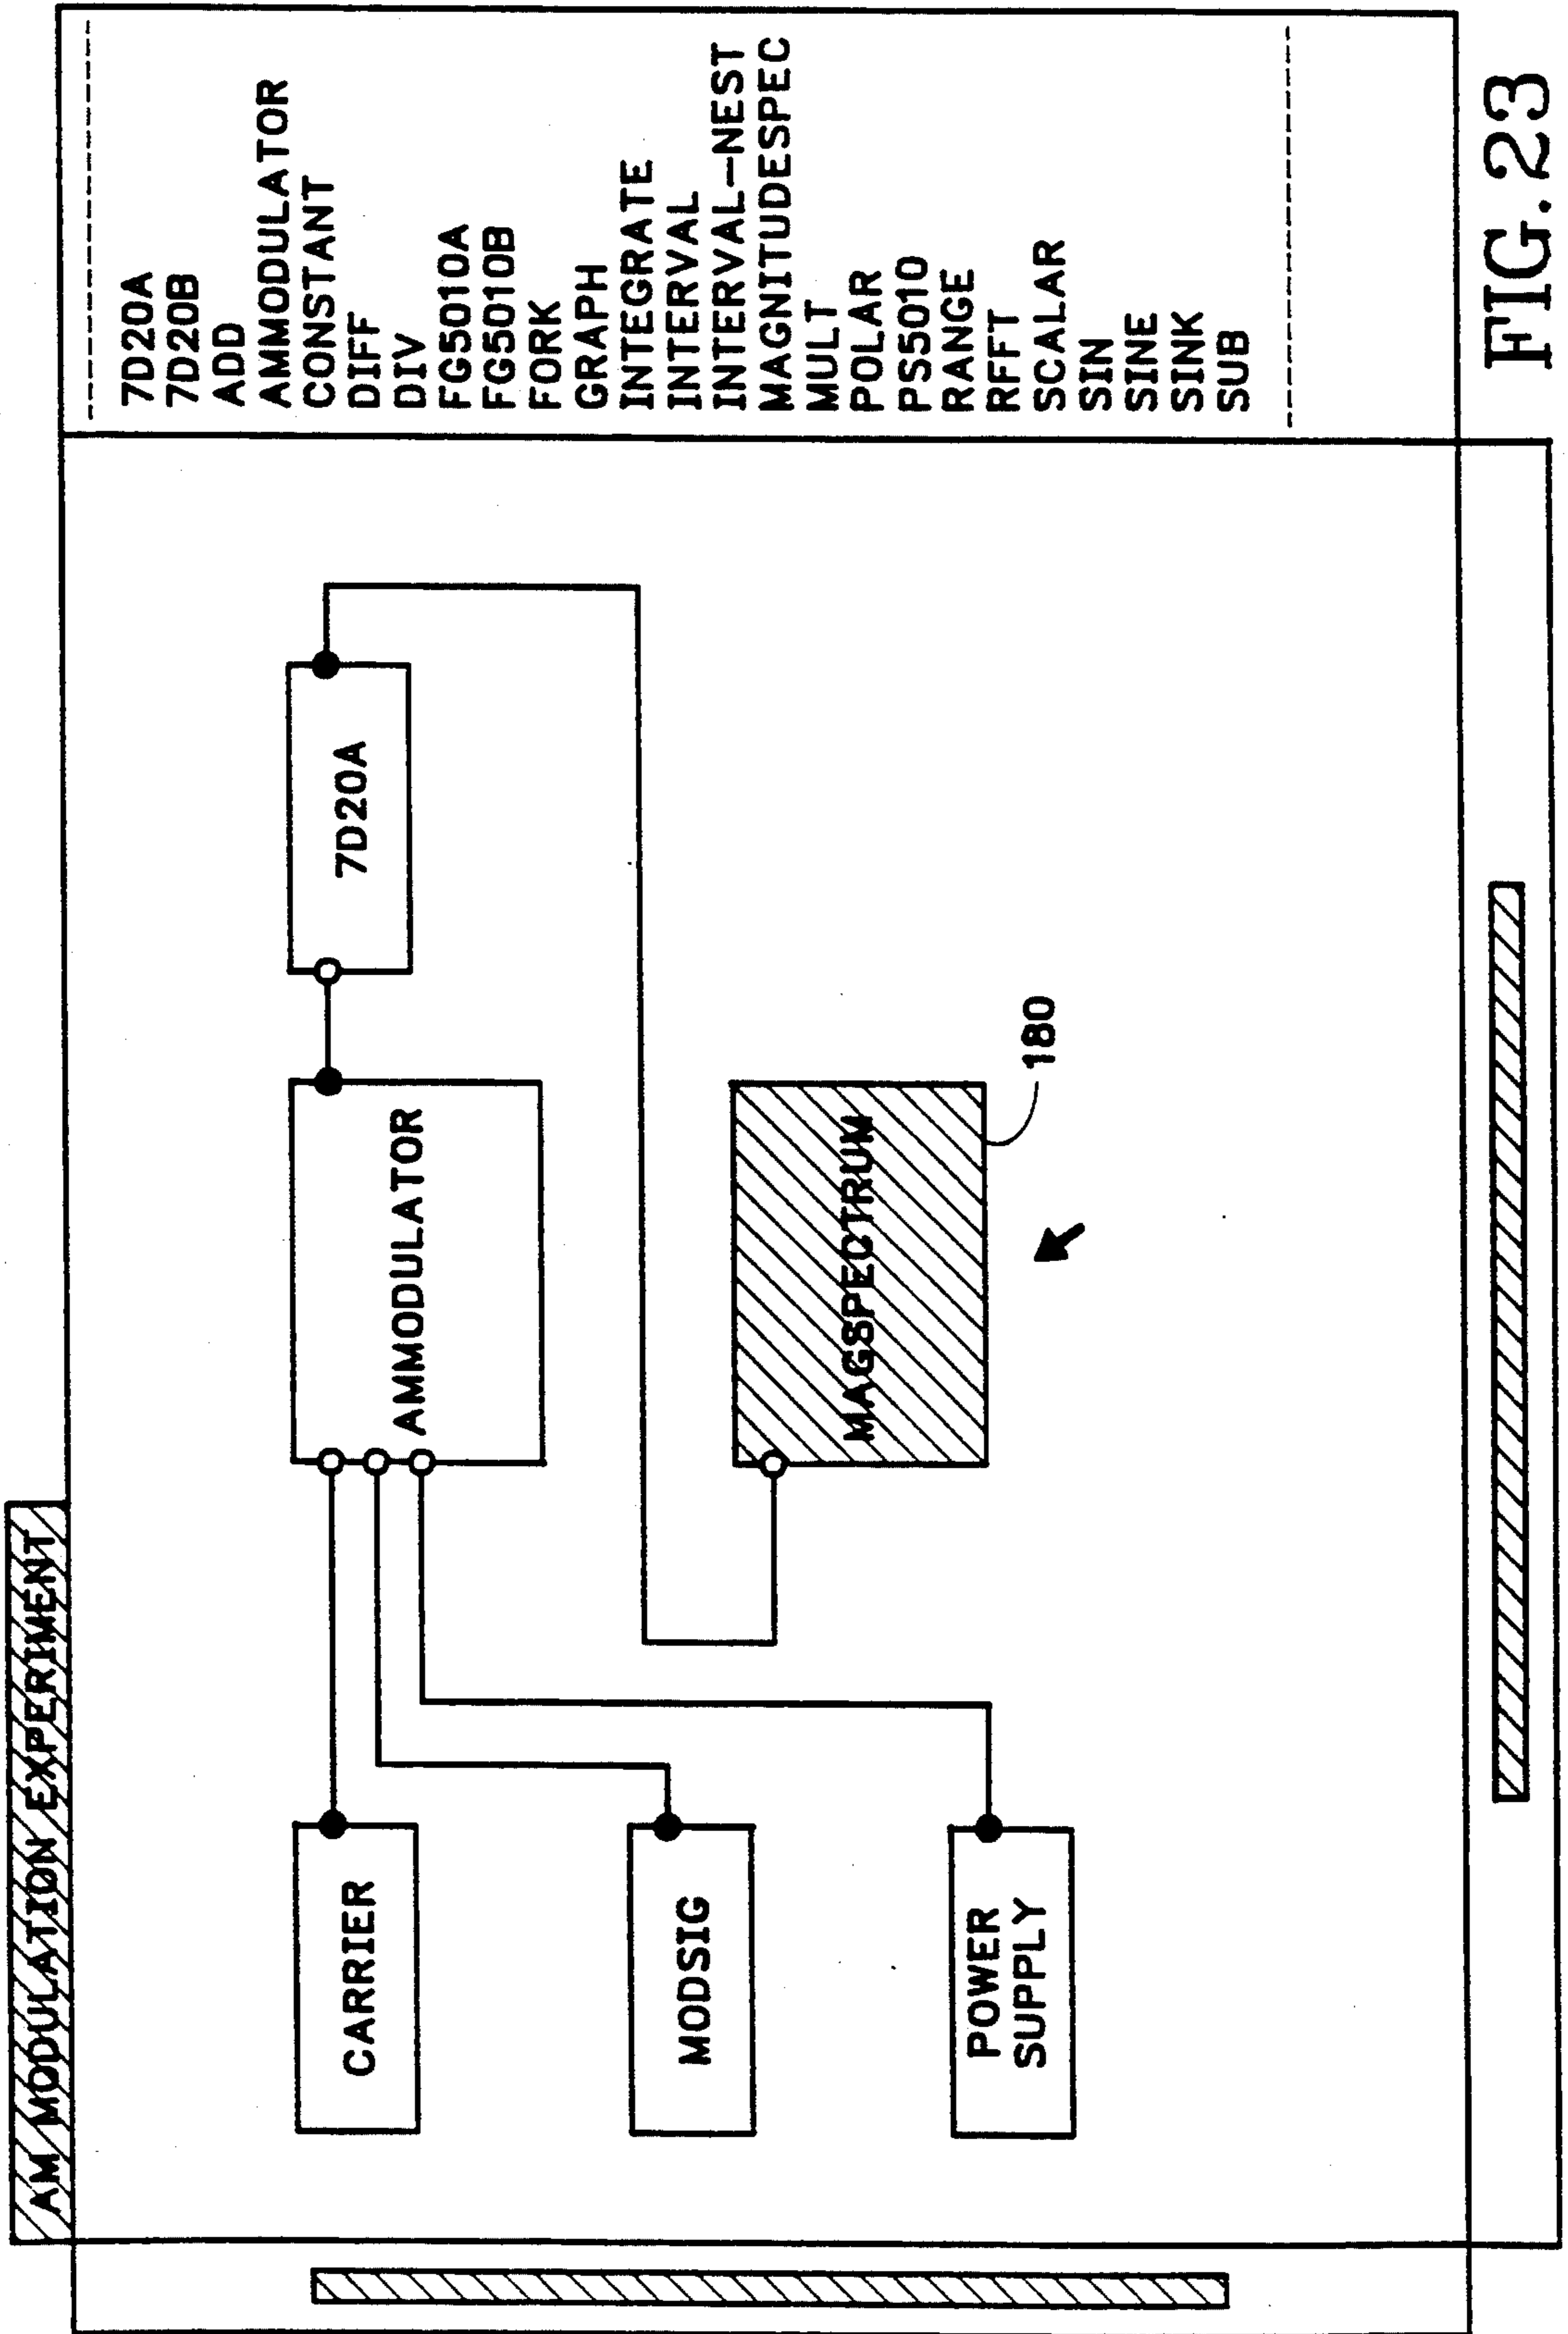 AM MODULATION EXPERIMENT
CARRIER
MODSIG
POWER
SUPPLY
AMMODULATOR
7D20A
MAGSPECTRUM
180
7D20A
7D20B
ADD
AMMODULATOR
CONSTANT
DIFF
DIV
FG5010A
FG5010B
FORK
GRAPH
INTEGRATE
INTERVAL
INTERVAL-NEST
MAGNITUDESPEC
MULT
POLAR
PS5010
RANGE
RFFT
SCALAR
SIN
SINE
SINK
SUB
FIG. 23